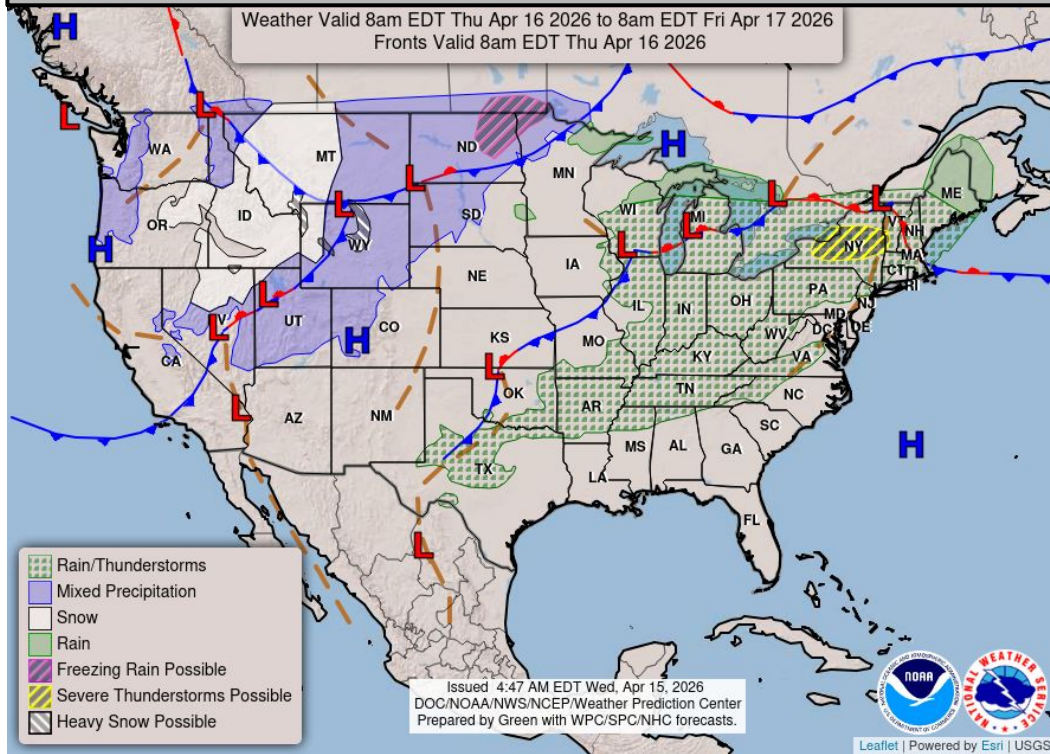 Weather Valid 8am EDT Thu Apr 16 2026 to 8am EDT Fri Apr 17 2026
Fronts Valid 8am EDT Thu Apr 16 2026
H
L
L
WA
MT
ND
MN
H
ME
L
L
L
L
OR
ID
WY
SD
WI
MI
L
L
VT
NH
H
NY
MA
CT
RI
IA
NE
L
L
V
UT
H
CO
IL
IN
OH
PA
NJ
MD
DE
DC
WV
VA
KS
MO
KY
CA
L
OK
L
AZ
NM
AR
TN
NC
SC
MS
AL
GA
H
TX
LA
FL
L
Rain/Thunderstorms
Mixed Precipitation
Snow
Rain
Freezing Rain Possible
Severe Thunderstorms Possible
Heavy Snow Possible
Issued 4:47 AM EDT Wed, Apr 15, 2026
DOC/NOAA/NWS/NCEP/Weather Prediction Center
Prepared by Green with WPC/SPC/NHC forecasts.
NOAA
NATIONAL WEATHER SERVICE
Leaflet | Powered by Esri | USGS